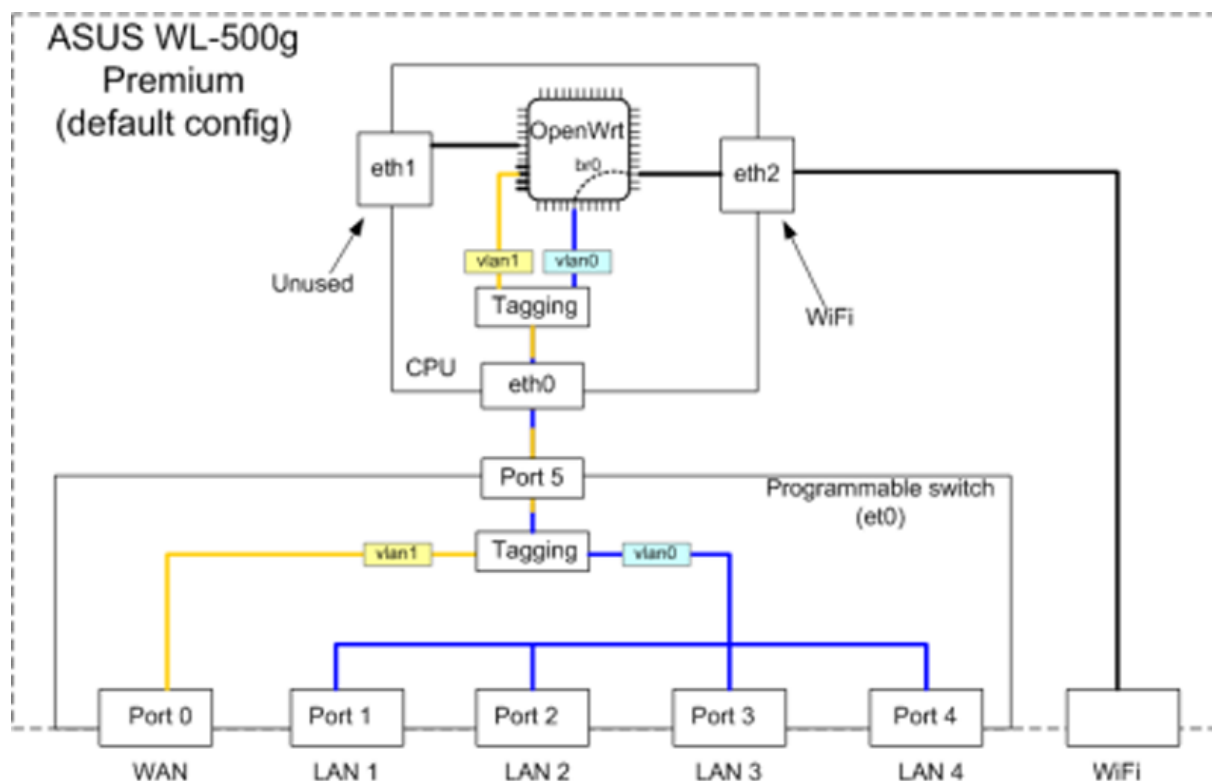 ASUS WL-500g
Premium
(default config)
OpenWrt
br0
eth1
eth2
vlan1
vlan0
Unused
Tagging
WiFi
CPU
eth0
Port 5
Programmable switch
(et0)
vlan1
Tagging
vlan0
Port 0
Port 1
Port 2
Port 3
Port 4
WAN
LAN 1
LAN 2
LAN 3
LAN 4
WiFi